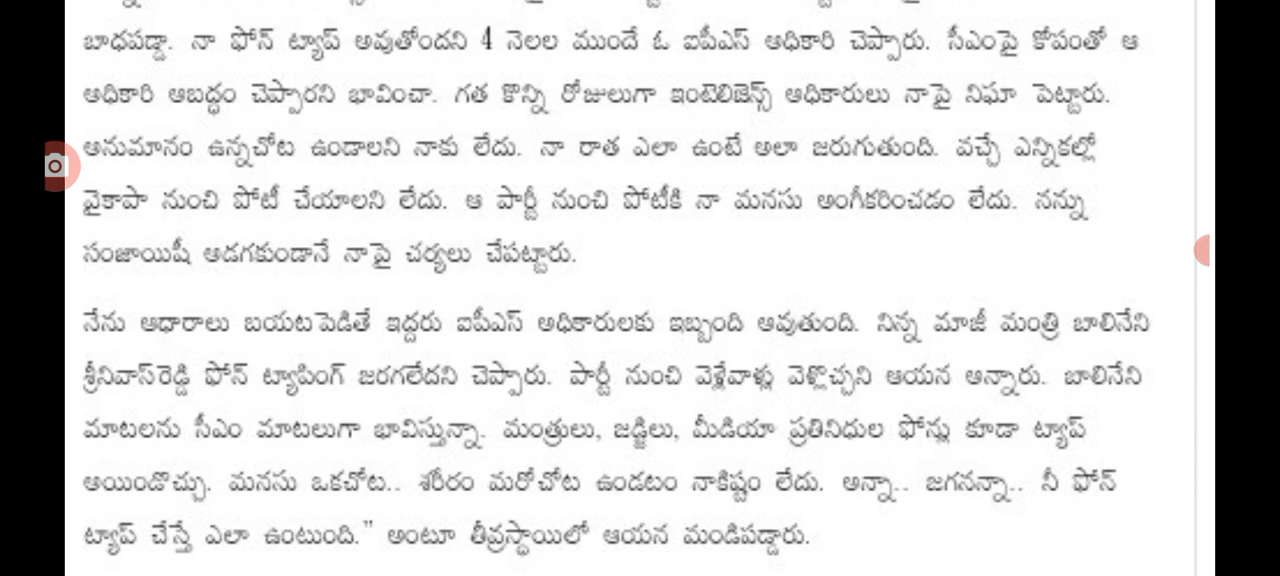 బాధపడ్డా. నా ఫోన్ ట్యాప్ అవుతోందని 4 నెలల ముందే ఓ ఐపీఎస్ అధికారి చెప్పారు. సీఎంపై కోపంతో ఆ
అధికారి ఆబద్ధం చెప్పారని భావించా. గత కొన్ని రోజులుగా ఇంటెలిజెన్స్ అధికారులు నాపై నిఘా పెట్టారు.
అనుమానం ఉన్నచోట ఉండాలని నాకు లేదు. నా రాత ఎలా ఉంటే అలా జరుగుతుంది. వచ్చే ఎన్నికల్లో
వైకాపా నుంచి పోటీ చేయాలని లేదు. ఆ పార్టీ నుంచి పోటీకి నా మనసు అంగీకరించడం లేదు. నన్ను
సంజాయిషీ అడగకుండానే నాపై చర్యలు చేపట్టారు.
నేను ఆధారాలు బయటపెడితే ఇద్దరు ఐపీఎస్ అధికారులకు ఇబ్బంది అవుతుంది. నిన్న మాజీ మంత్రి బాలినేని
శ్రీనివాస్‌రెడ్డి ఫోన్ ట్యాపింగ్ జరగలేదని చెప్పారు. పార్టీ నుంచి వెళ్లేవాళ్లు వెళ్లొచ్చని ఆయన అన్నారు. బాలినేని
మాటలను సీఎం మాటలుగా భావిస్తున్నా. మంత్రులు, జడ్జిలు, మీడియా ప్రతినిధుల ఫోన్లు కూడా ట్యాప్
అయిండొచ్చు. మనసు ఒకచోట.. శరీరం మరోచోట ఉండటం నాకిష్టం లేదు. అన్నా.. జగనన్నా.. నీ ఫోన్
ట్యాప్ చేస్తే ఎలా ఉంటుంది.” అంటూ తీవ్రస్థాయిలో ఆయన మండిపడ్డారు.